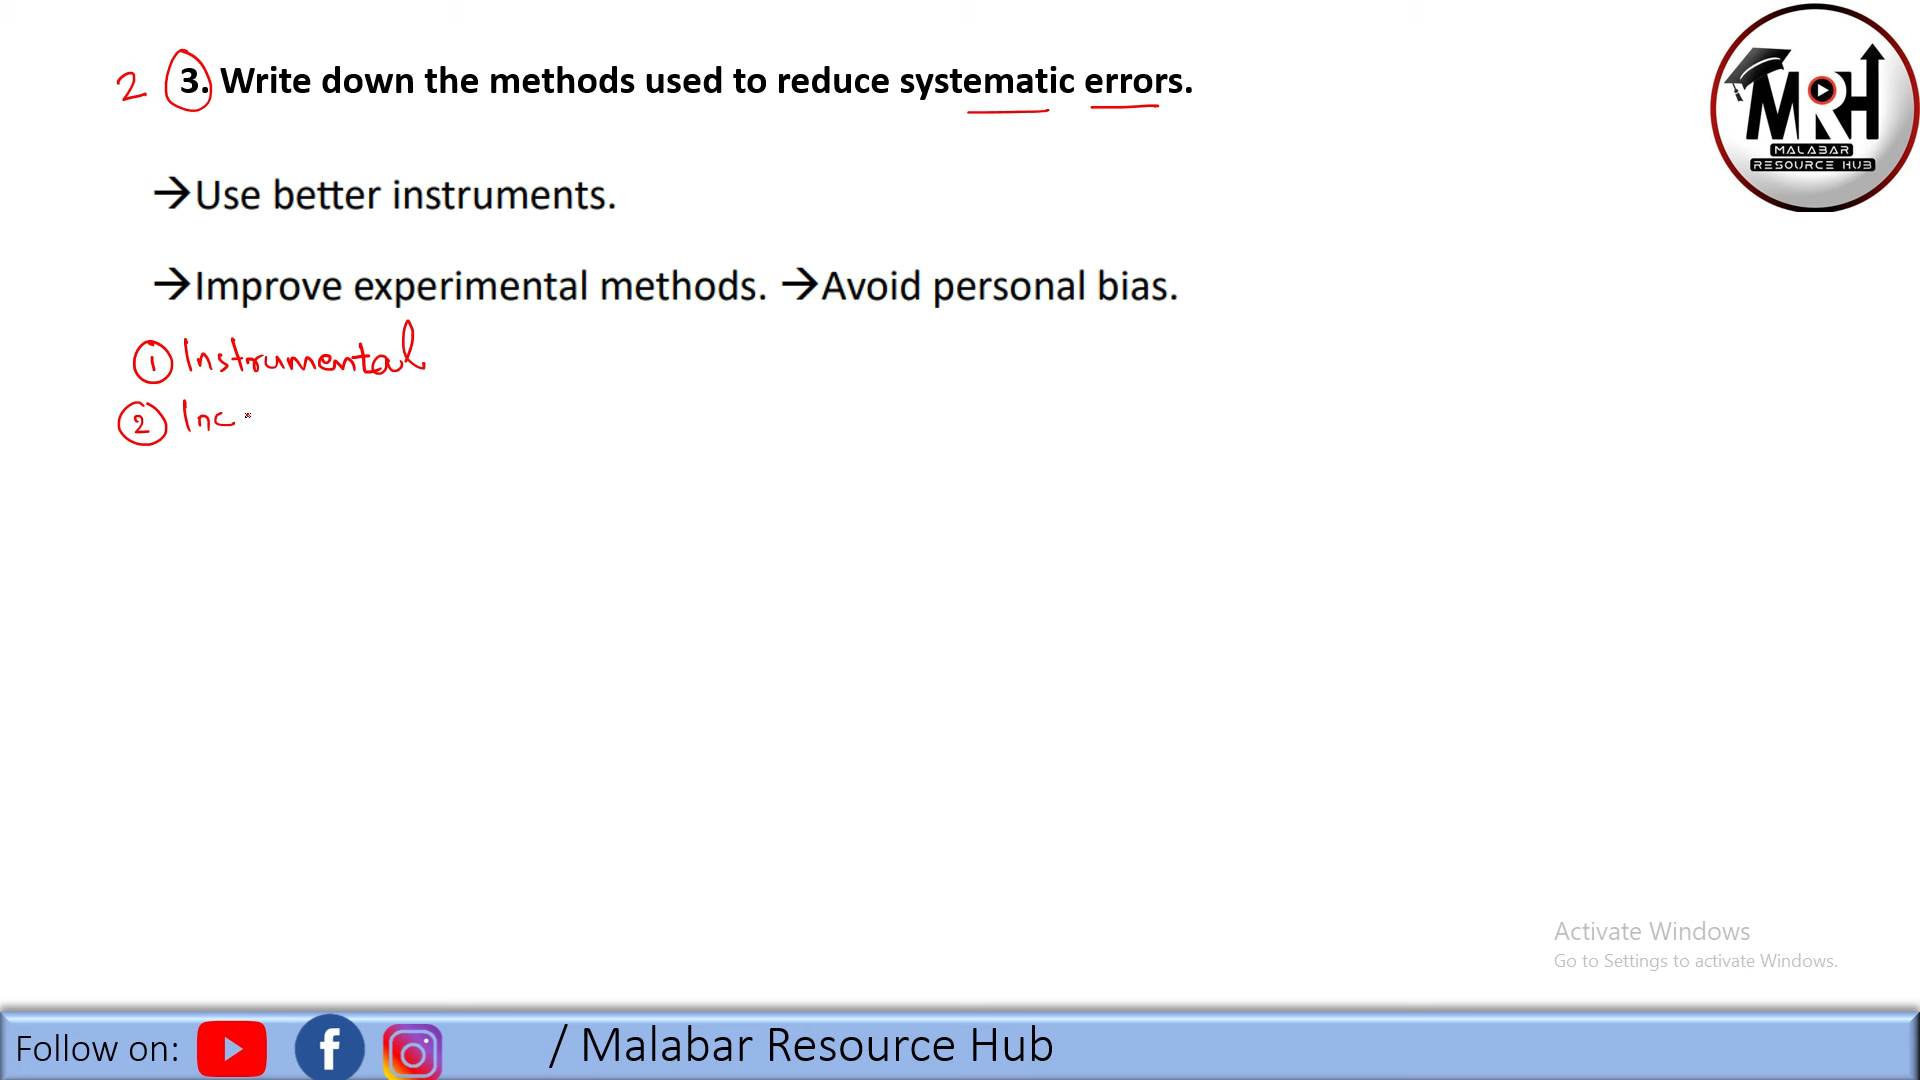 2 3. Write down the methods used to reduce systematic errors.
MRH
MALABAR
RESOURCE HUB
→Use better instruments.
→Improve experimental methods. →Avoid personal bias.
1 Instrumental
2 Inc
Activate Windows
Go to Settings to activate Windows.
Follow on: f / Malabar Resource Hub